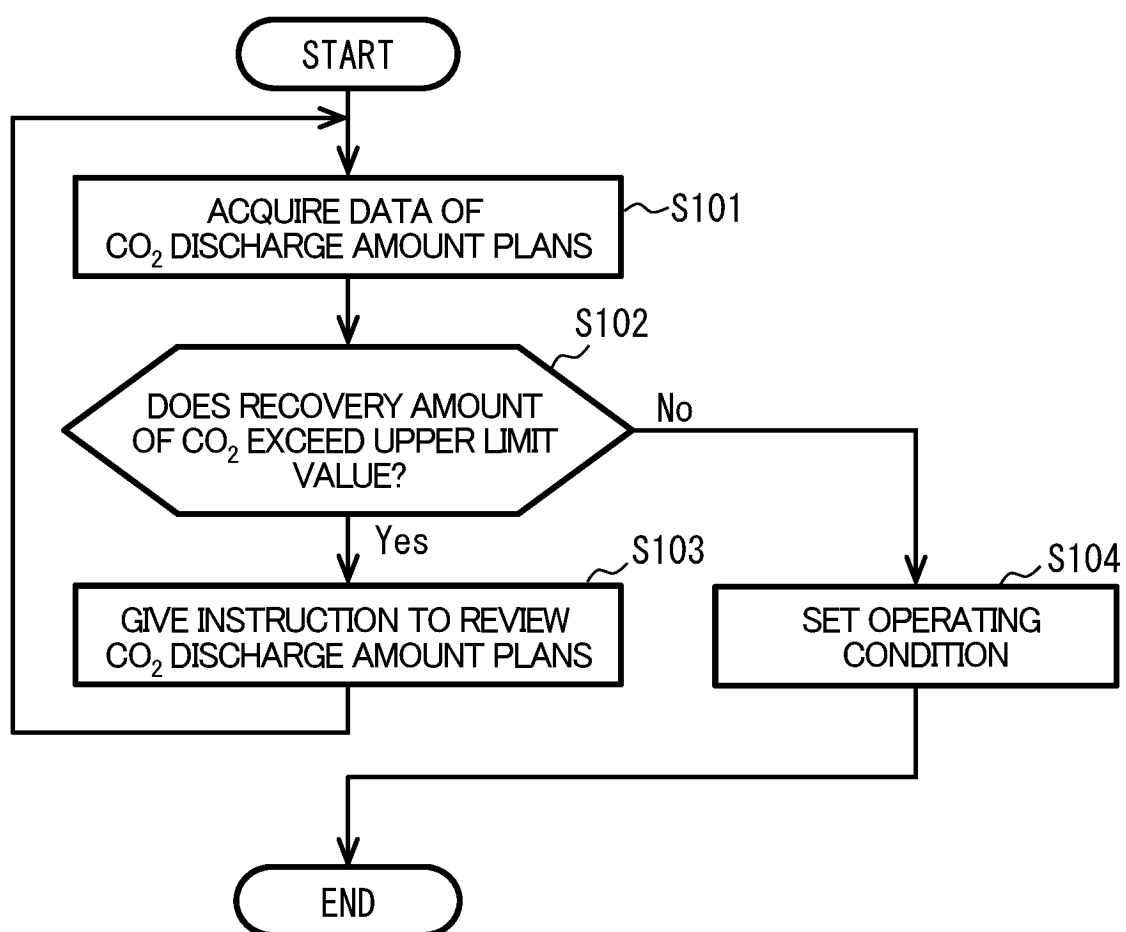 START
ACQUIRE DATA OF
CO₂ DISCHARGE AMOUNT PLANS
S101
S102
DOES RECOVERY AMOUNT
OF CO₂ EXCEED UPPER LIMIT
VALUE?
No
Yes
S103
GIVE INSTRUCTION TO REVIEW
CO₂ DISCHARGE AMOUNT PLANS
S104
SET OPERATING
CONDITION
END